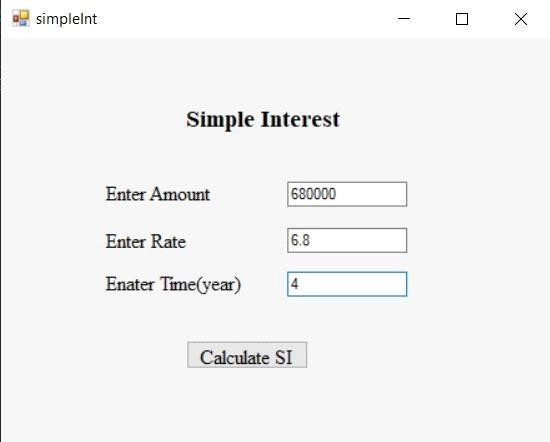 simpleInt
Simple Interest
Enter Amount 680000
Enter Rate 6.8
Enater Time(year) 4
Calculate SI